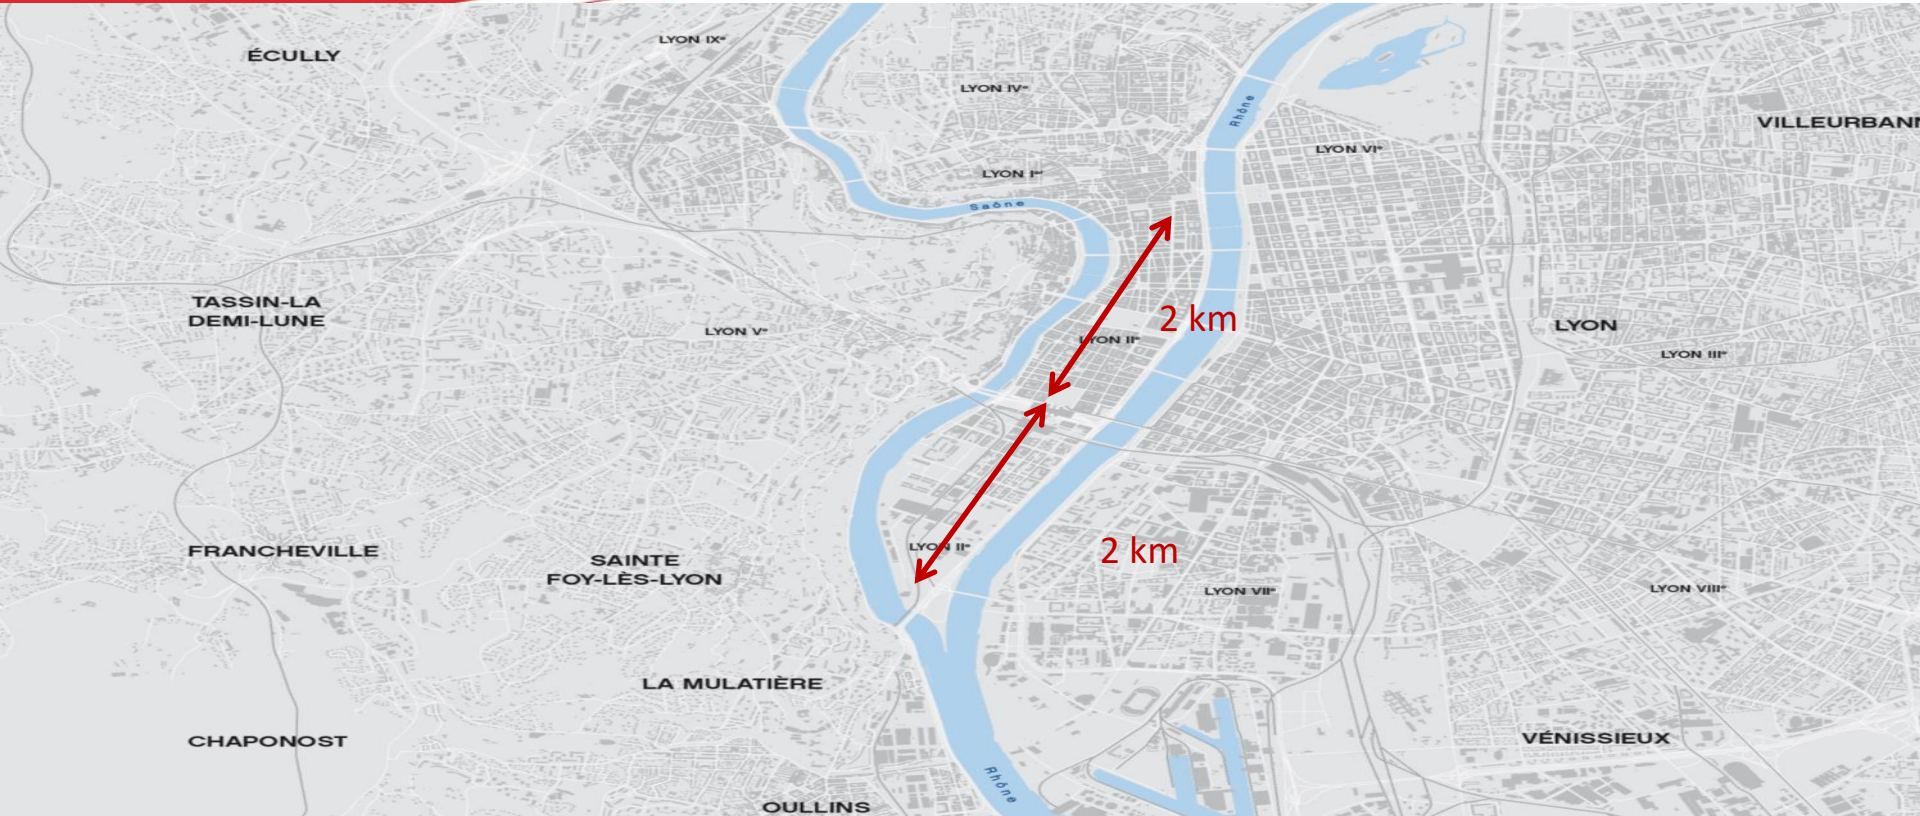 LYON IXᵉ
ÉCULLY
LYON IVᵉ
Rhône
VILLEURBANN
LYON VIᵉ
LYON Iᵉʳ
Saône
TASSIN-LA
DEMI-LUNE
2 km
LYON
LYON Vᵉ
LYON IIᵉ
LYON IIIᵉ
LYON IIᵉ
2 km
FRANCHEVILLE
SAINTE
FOY-LÈS-LYON
LYON VIIᵉ
LYON VIIIᵉ
LA MULATIÈRE
CHAPONOST
VÉNISSIEUX
Rhône
OULLINS